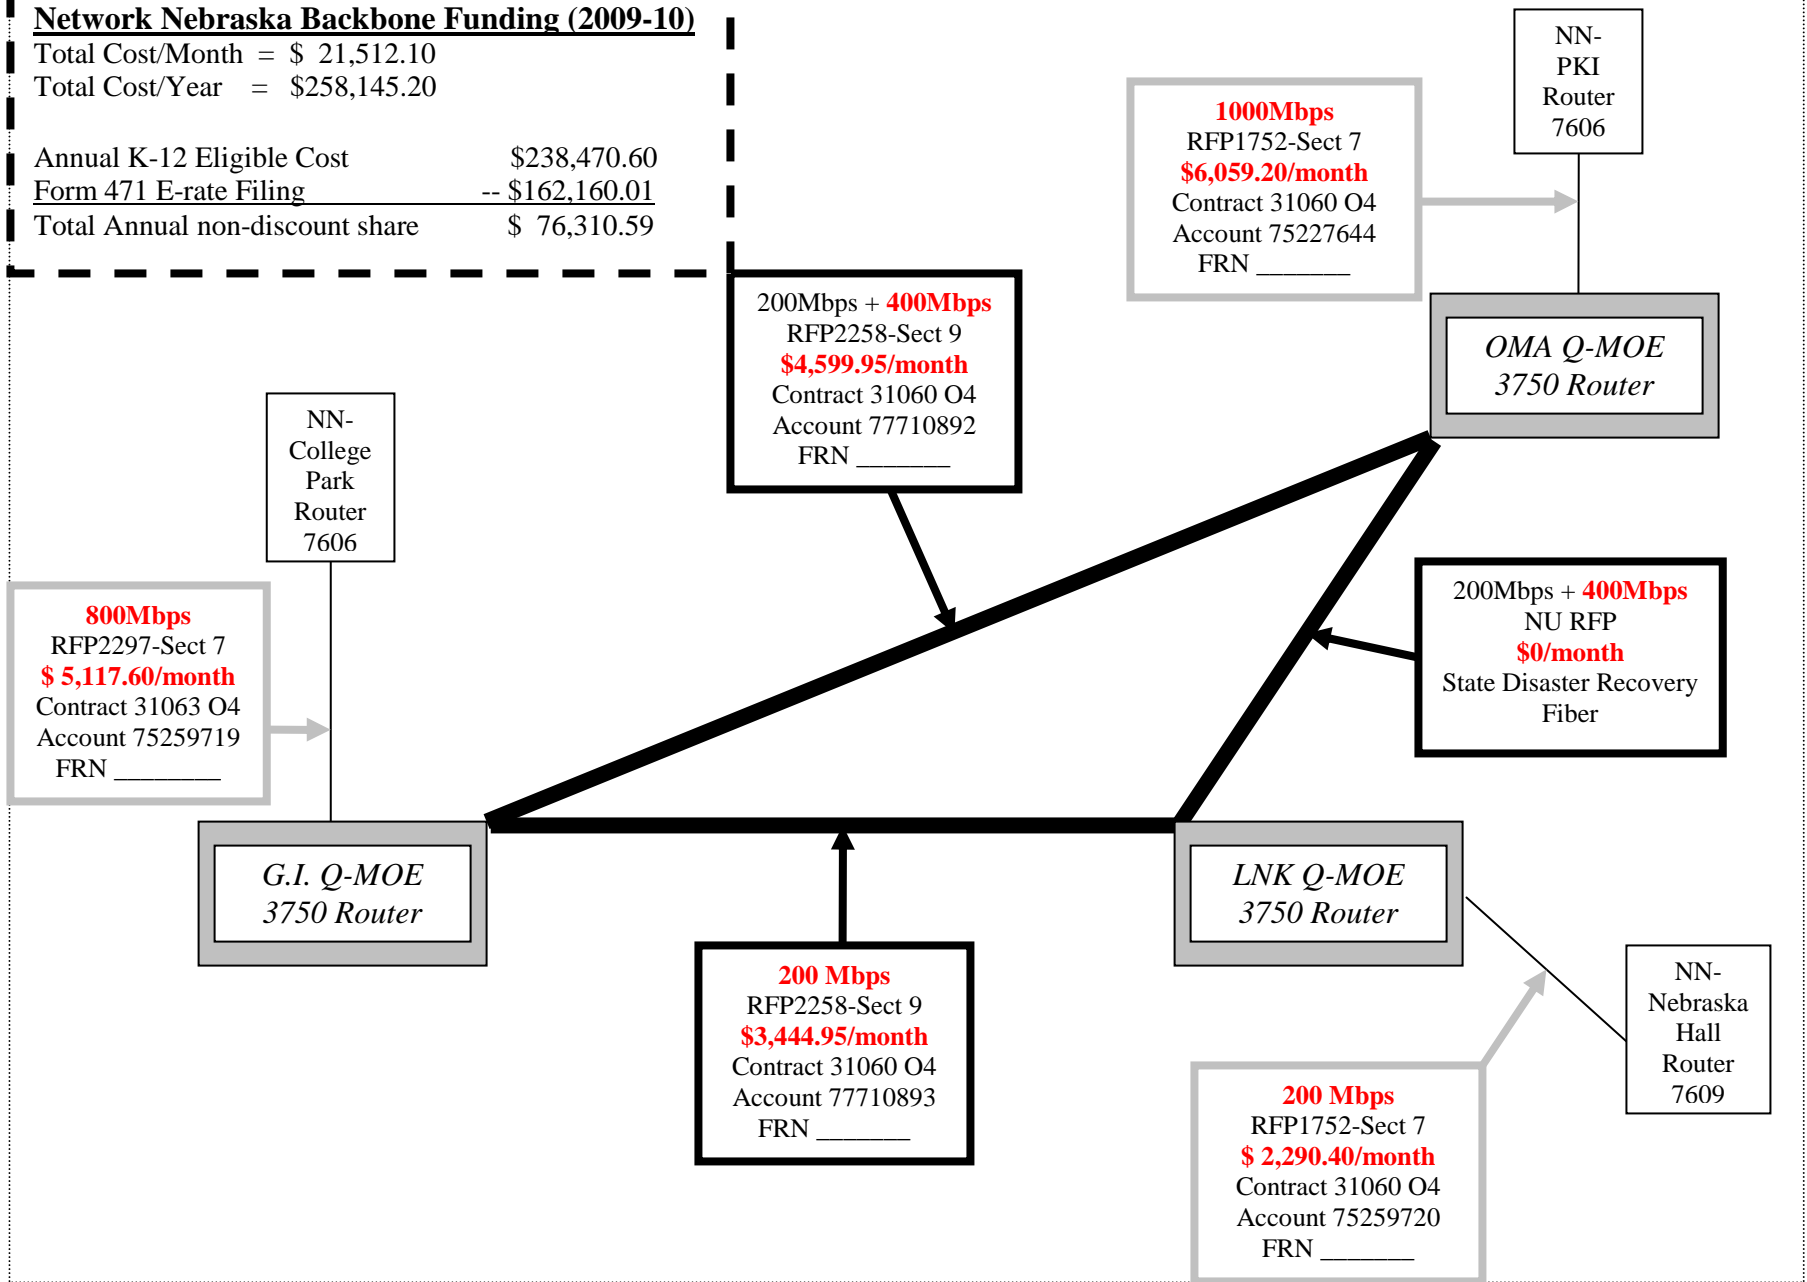 Network Nebraska Backbone Funding (2009-10)
Total Cost/Month = $ 21,512.10
Total Cost/Year = $258,145.20
Annual K-12 Eligible Cost $238,470.60
Form 471 E-rate Filing -- $162,160.01
Total Annual non-discount share $ 76,310.59
NN-
PKI
Router
7606
1000Mbps
RFP1752-Sect 7
$6,059.20/month
Contract 31060 O4
Account 75227644
FRN _______
OMA Q-MOE
3750 Router
200Mbps + 400Mbps
RFP2258-Sect 9
$4,599.95/month
Contract 31060 O4
Account 77710892
FRN _______
NN-
College
Park
Router
7606
800Mbps
RFP2297-Sect 7
$ 5,117.60/month
Contract 31063 O4
Account 75259719
FRN ________
200Mbps + 400Mbps
NU RFP
$0/month
State Disaster Recovery
Fiber
G.I. Q-MOE
3750 Router
LNK Q-MOE
3750 Router
200 Mbps
RFP2258-Sect 9
$3,444.95/month
Contract 31060 O4
Account 77710893
FRN _______
NN-
Nebraska
Hall
Router
7609
200 Mbps
RFP1752-Sect 7
$ 2,290.40/month
Contract 31060 O4
Account 75259720
FRN _______